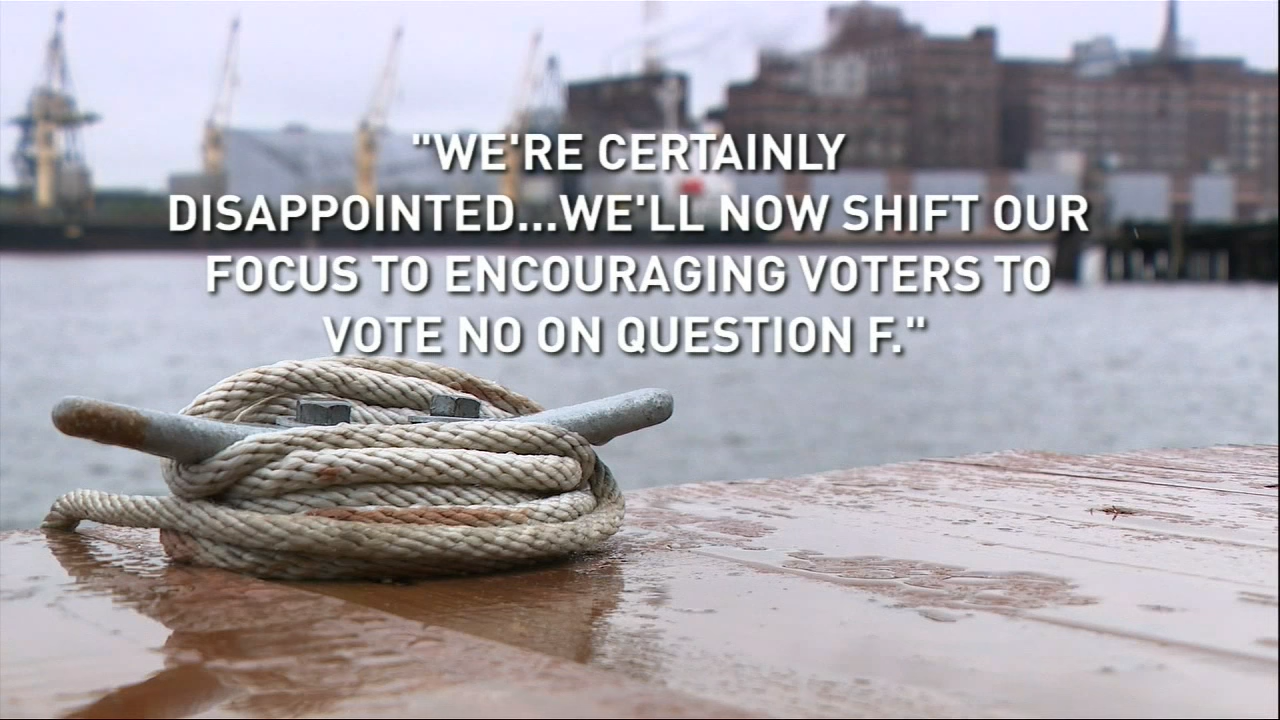 "WE'RE CERTAINLY
DISAPPOINTED...WE'LL NOW SHIFT OUR
FOCUS TO ENCOURAGING VOTERS TO
VOTE NO ON QUESTION F."